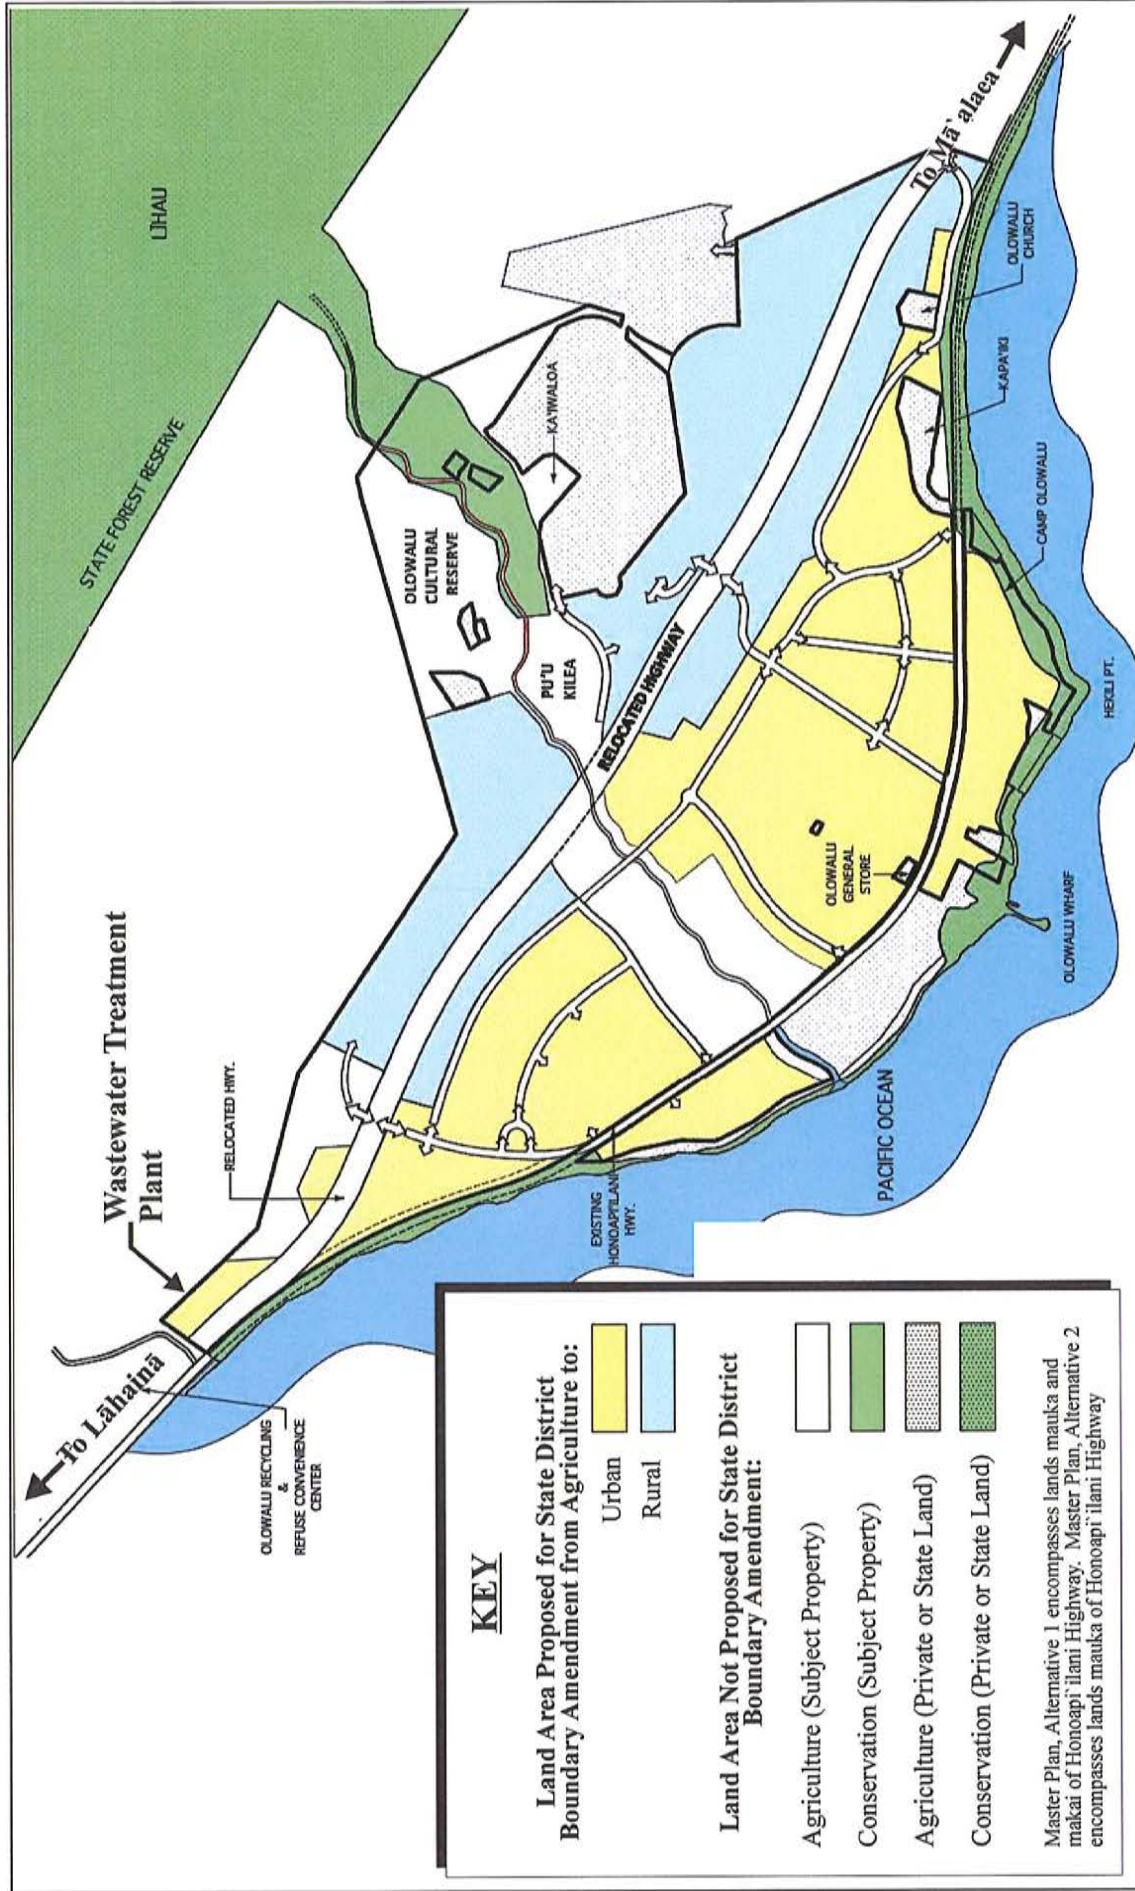 To Lāhainā
OLOWALU RECYCLING
&
REFUSE CONVENIENCE
CENTER
Wastewater Treatment
Plant
RELOCATED HWY.
EXISTING
HONOAPI'ILANI
HWY.
STATE FOREST RESERVE
LĪHAU
OLOWALU
CULTURAL
RESERVE
PU'U
KILEA
KA'IWALOA
RELOCATED HIGHWAY
OLOWALU
GENERAL
STORE
PACIFIC OCEAN
OLOWALU WHARF
HEKILI PT.
CAMP OLOWALU
KAPA'IKI
OLOWALU
CHURCH
To Mā`alaea
KEY
Land Area Proposed for State District
Boundary Amendment from Agriculture to:
Urban
Rural
Land Area Not Proposed for State District
Boundary Amendment:
Agriculture (Subject Property)
Conservation (Subject Property)
Agriculture (Private or State Land)
Conservation (Private or State Land)
Master Plan, Alternative 1 encompasses lands mauka and
makai of Honoapi`ilani Highway. Master Plan, Alternative 2
encompasses lands mauka of Honoapi`ilani Highway